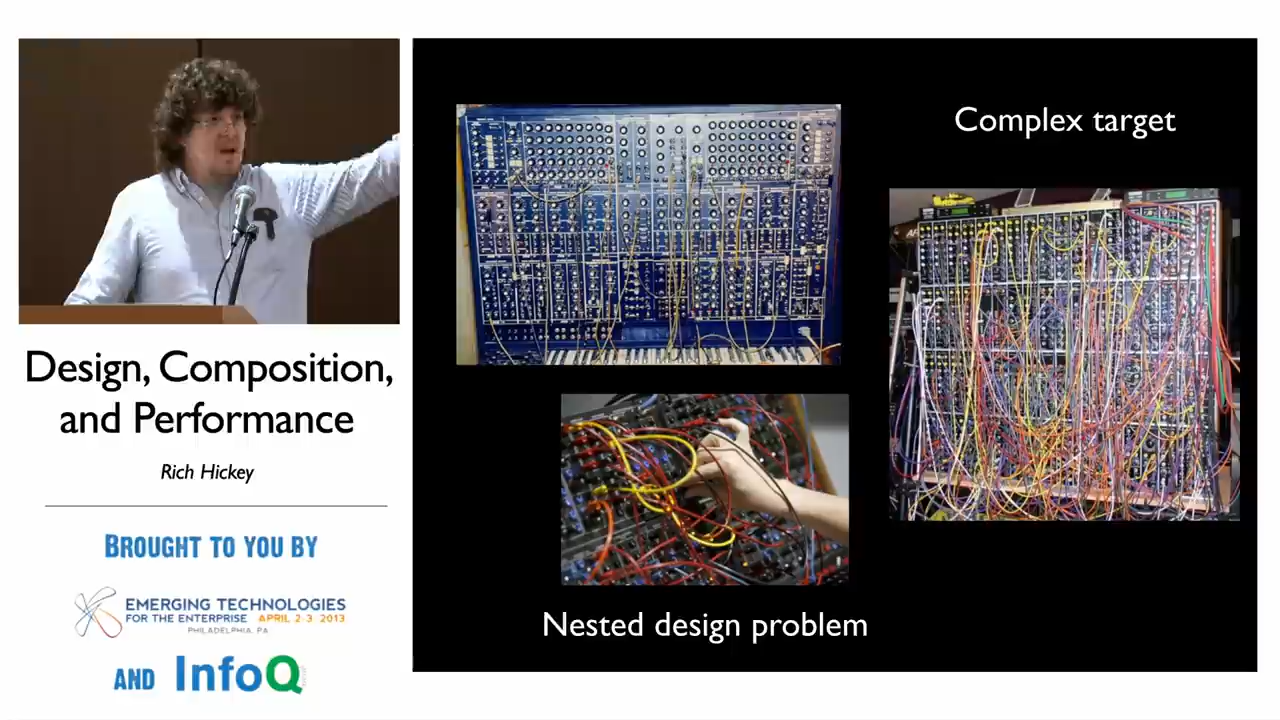 Design, Composition,
and Performance
Rich Hickey
BROUGHT TO YOU BY
EMERGING TECHNOLOGIES
FOR THE ENTERPRISE APRIL 2-3 2013
PHILADELPHIA, PA
AND InfoQ
Complex target
Nested design problem